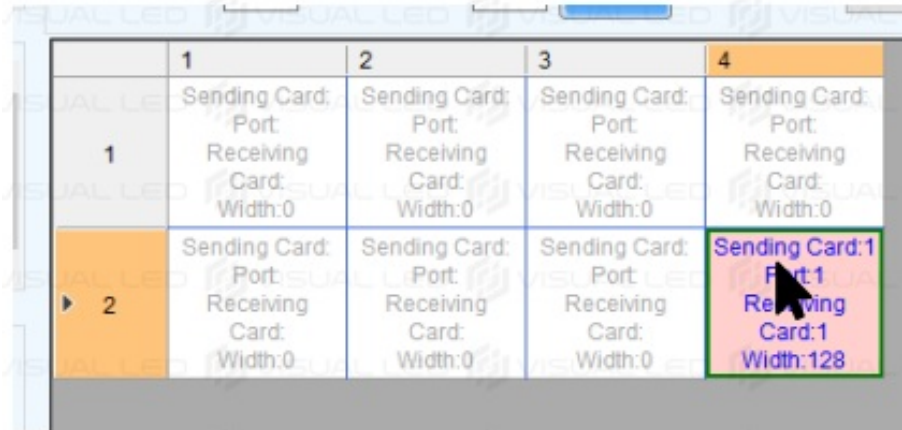 1 2 3 4
Sending Card: Sending Card: Sending Card: Sending Card:
Port: Port: Port: Port:
1 Receiving Receiving Receiving Receiving
Card: Card: Card: Card:
Width:0 Width:0 Width:0 Width:0
Sending Card: Sending Card: Sending Card: Sending Card:1
Port: Port: Port: Port:1
2 Receiving Receiving Receiving Receiving
Card: Card: Card: Card:1
Width:0 Width:0 Width:0 Width:128
VISUAL LED